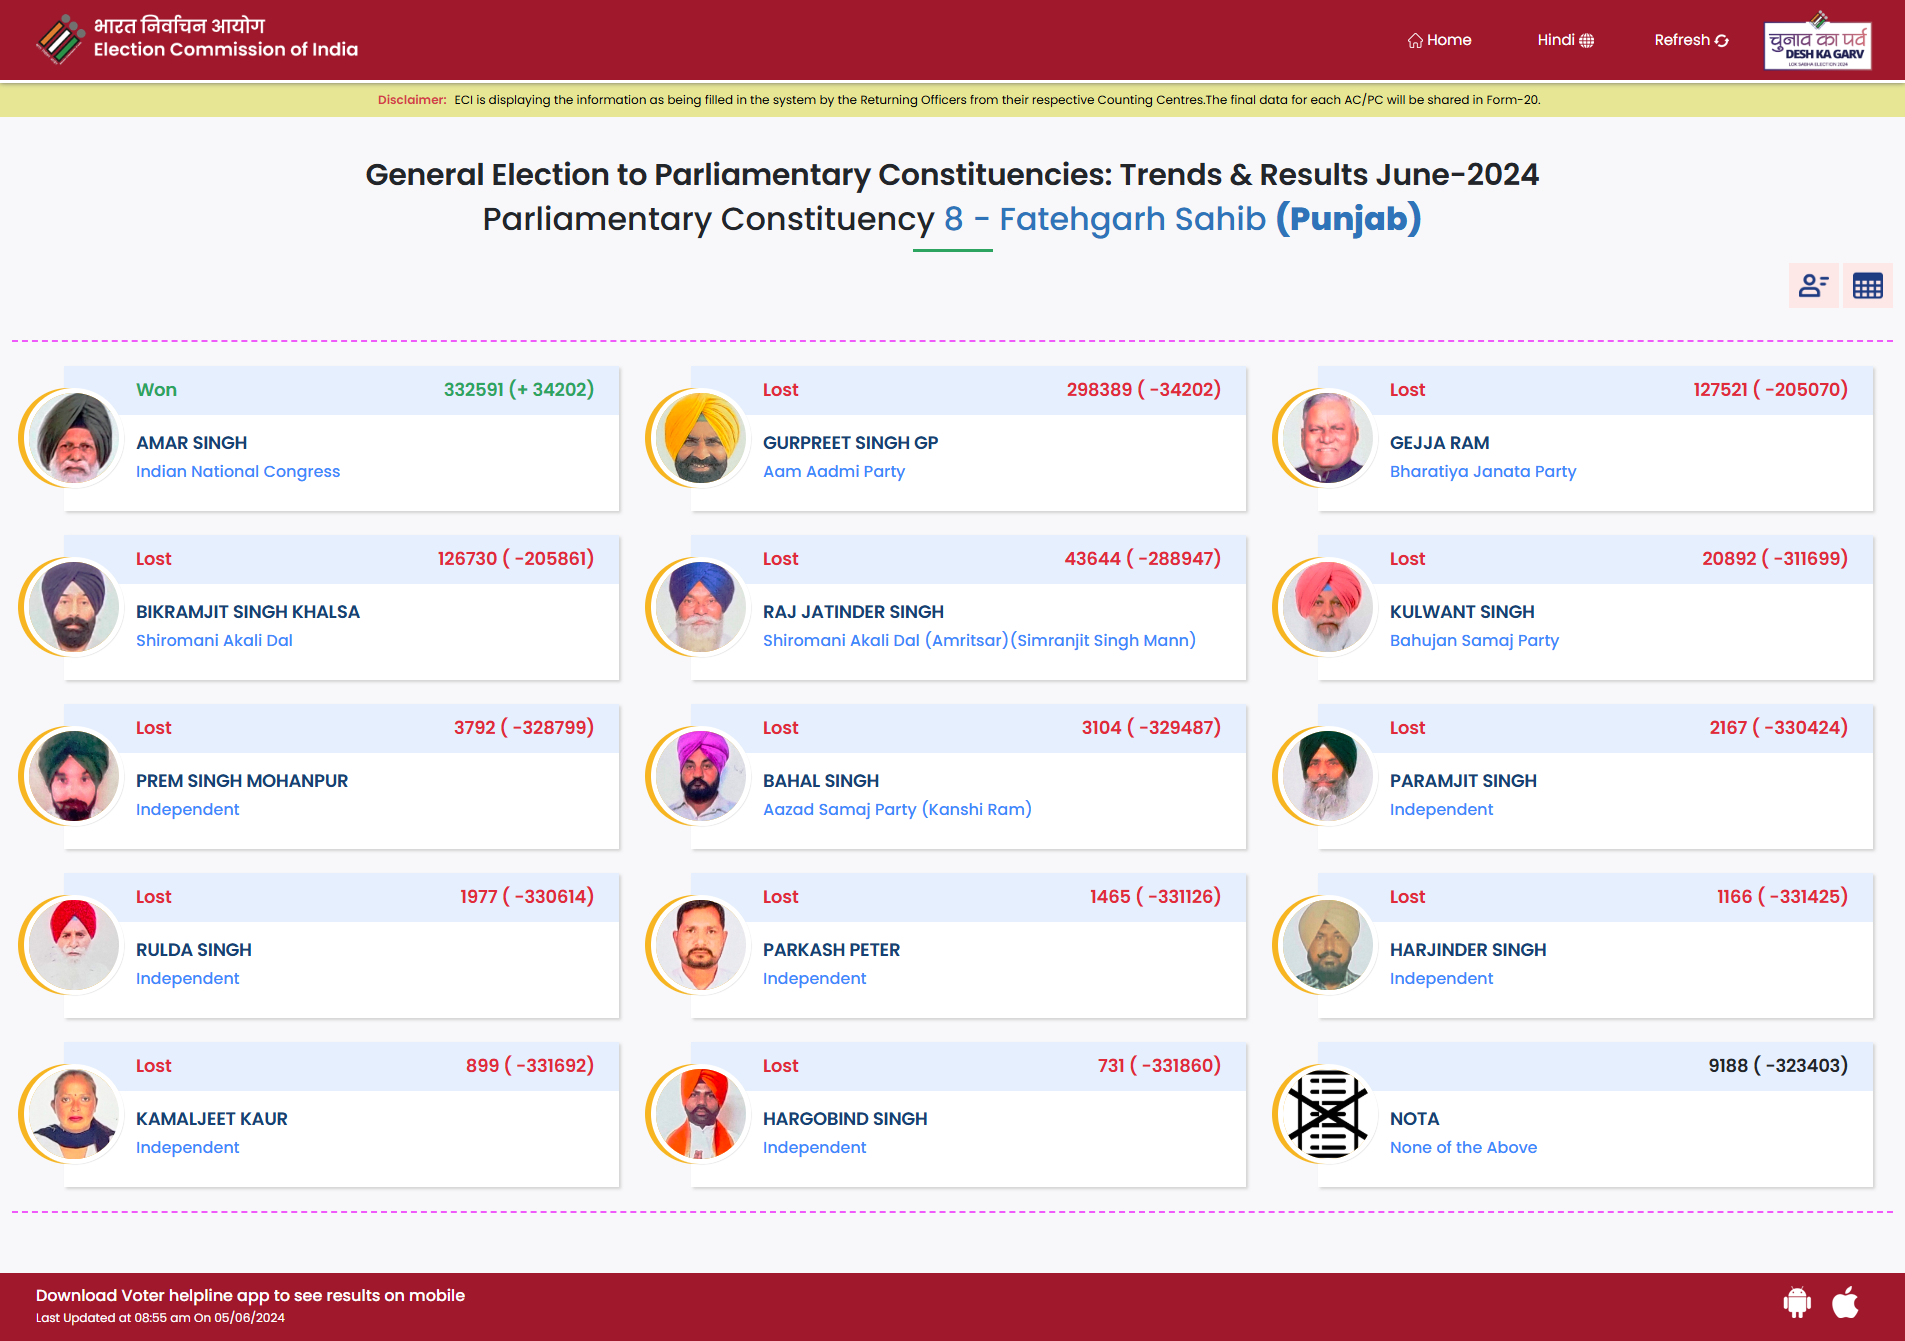 भारत निर्वाचन आयोग
Election Commission of India
Home
Hindi
Refresh
चुनाव का पर्व
DESH KA GARV
LOK SABHA ELECTION 2024
Disclaimer: ECI is displaying the information as being filled in the system by the Returning Officers from their respective Counting Centres.The final data for each AC/PC will be shared in Form-20.
General Election to Parliamentary Constituencies: Trends & Results June-2024
Parliamentary Constituency 8 - Fatehgarh Sahib (Punjab)
Won 332591 (+ 34202)
AMAR SINGH
Indian National Congress
Lost 298389 ( -34202)
GURPREET SINGH GP
Aam Aadmi Party
Lost 127521 ( -205070)
GEJJA RAM
Bharatiya Janata Party
Lost 126730 ( -205861)
BIKRAMJIT SINGH KHALSA
Shiromani Akali Dal
Lost 43644 ( -288947)
RAJ JATINDER SINGH
Shiromani Akali Dal (Amritsar)(Simranjit Singh Mann)
Lost 20892 ( -311699)
KULWANT SINGH
Bahujan Samaj Party
Lost 3792 ( -328799)
PREM SINGH MOHANPUR
Independent
Lost 3104 ( -329487)
BAHAL SINGH
Aazad Samaj Party (Kanshi Ram)
Lost 2167 ( -330424)
PARAMJIT SINGH
Independent
Lost 1977 ( -330614)
RULDA SINGH
Independent
Lost 1465 ( -331126)
PARKASH PETER
Independent
Lost 1166 ( -331425)
HARJINDER SINGH
Independent
Lost 899 ( -331692)
KAMALJEET KAUR
Independent
Lost 731 ( -331860)
HARGOBIND SINGH
Independent
9188 ( -323403)
NOTA
None of the Above
Download Voter helpline app to see results on mobile
Last Updated at 08:55 am On 05/06/2024